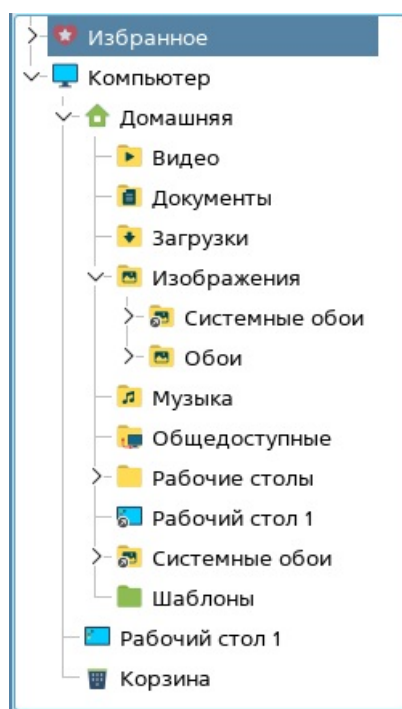 Избранное
Компьютер
Домашняя
Видео
Документы
Загрузки
Изображения
Системные обои
Обои
Музыка
Общедоступные
Рабочие столы
Рабочий стол 1
Системные обои
Шаблоны
Рабочий стол 1
Корзина